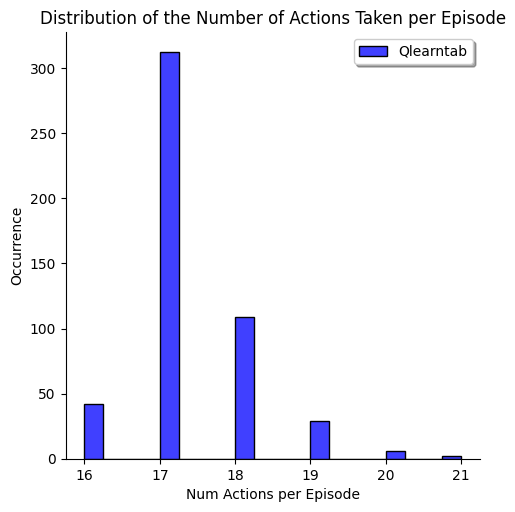 Distribution of the Number of Actions Taken per Episode
Qlearntab
300
250
200
150
100
50
0
Occurrence
16 17 18 19 20 21
Num Actions per Episode